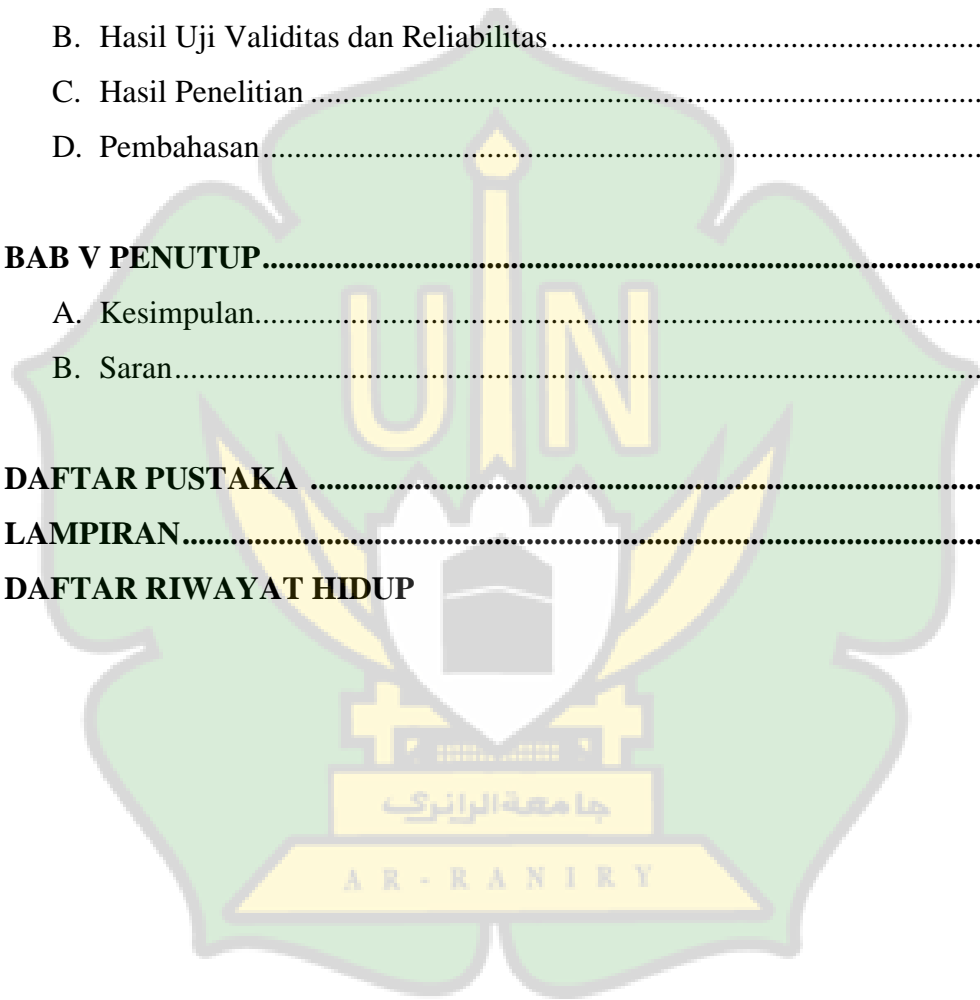 B. Hasil Uji Validitas dan Reliabilitas.......................................................
C. Hasil Penelitian ....................................................................................
D. Pembahasan..........................................................................................
BAB V PENUTUP.......................................................................................
A. Kesimpulan...........................................................................................
B. Saran.....................................................................................................
DAFTAR PUSTAKA ..................................................................................
LAMPIRAN.................................................................................................
DAFTAR RIWAYAT HIDUP
UIN
جامعة الرانري
AR-RANIRY